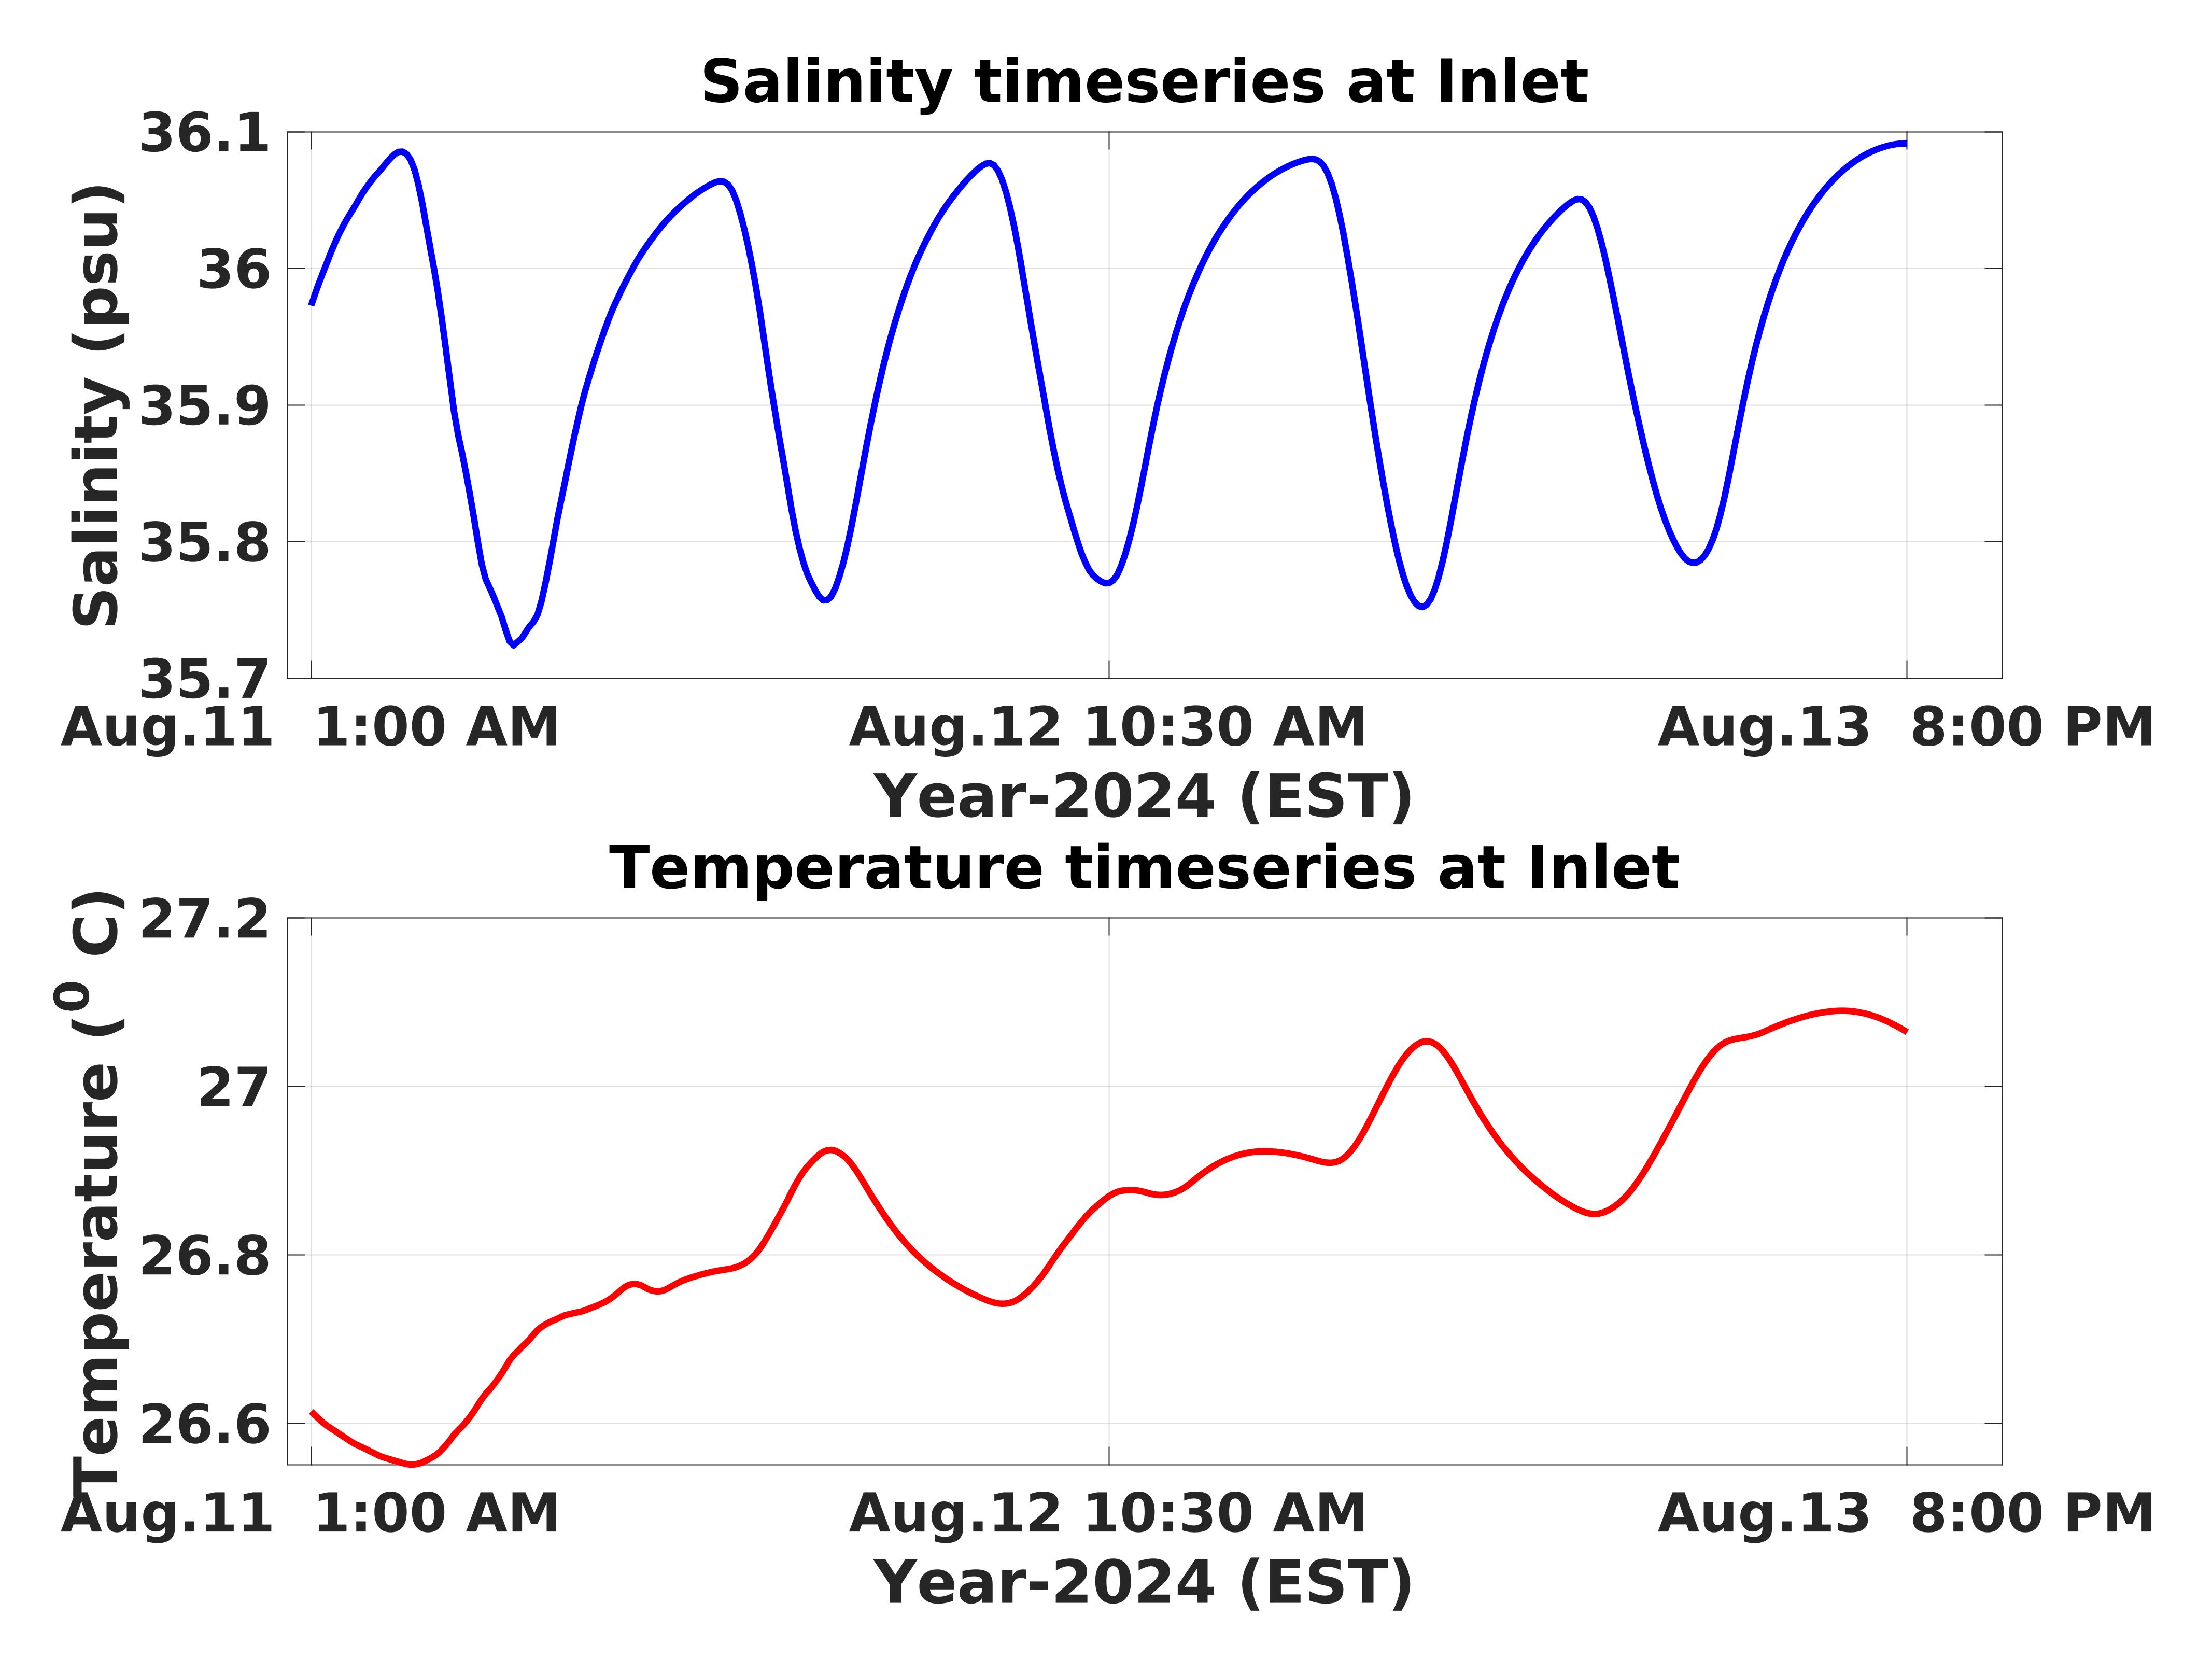 Salinity timeseries at Inlet
Salinity (psu)
36.1
36
35.9
35.8
35.7
Aug.11  1:00 AM
Aug.12 10:30 AM
Aug.13  8:00 PM
Year-2024 (EST)
Temperature timeseries at Inlet
Temperature (⁰ C)
27.2
27
26.8
26.6
Aug.11  1:00 AM
Aug.12 10:30 AM
Aug.13  8:00 PM
Year-2024 (EST)